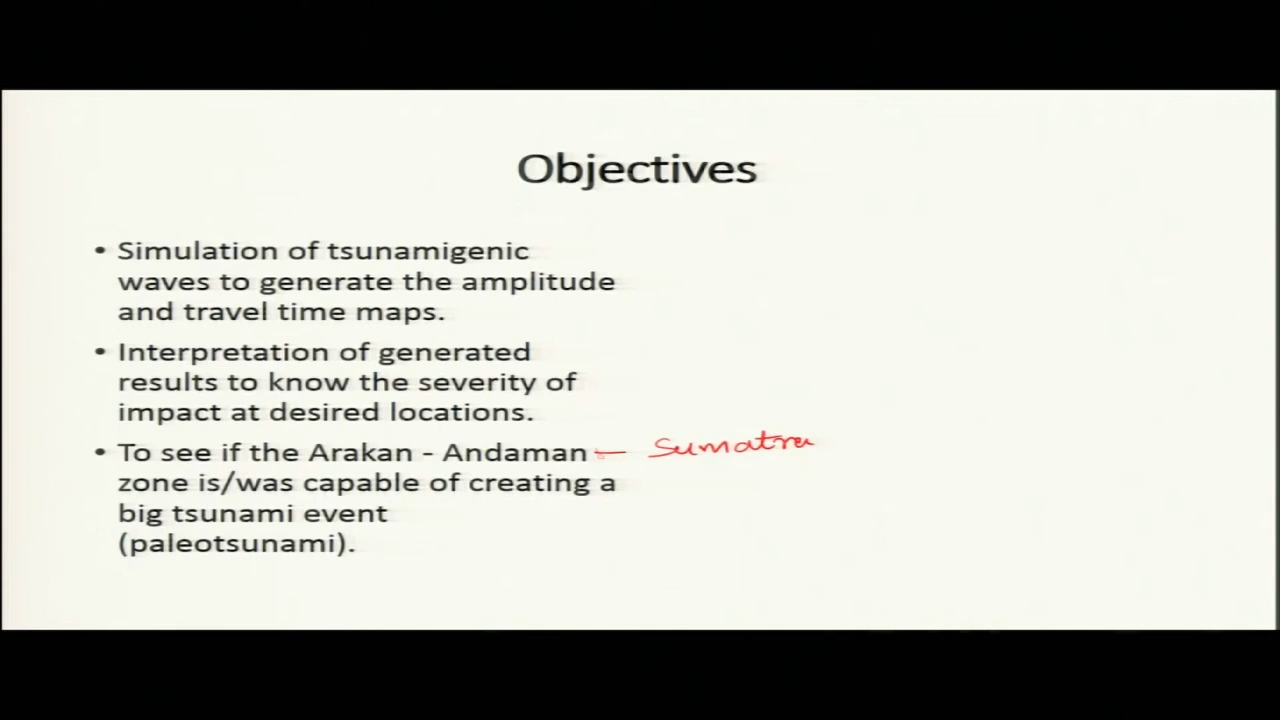 Objectives
• Simulation of tsunamigenic
waves to generate the amplitude
and travel time maps.
• Interpretation of generated
results to know the severity of
impact at desired locations.
• To see if the Arakan - Andaman — Sumatra
zone is/was capable of creating a
big tsunami event
(paleotsunami).